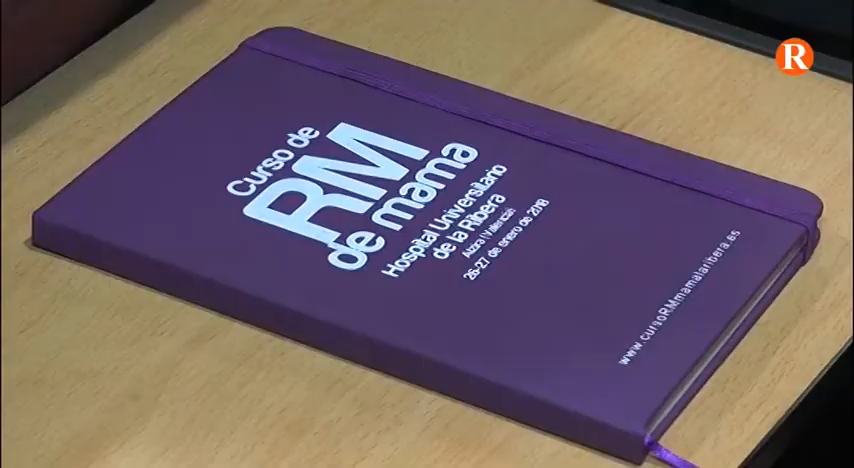 R
Curso de
RM
de mama
Hospital Universitario
de la Ribera
Alzira (Valencia)
26-27 de enero de 2018
www.cursoRMmamalaribera.es